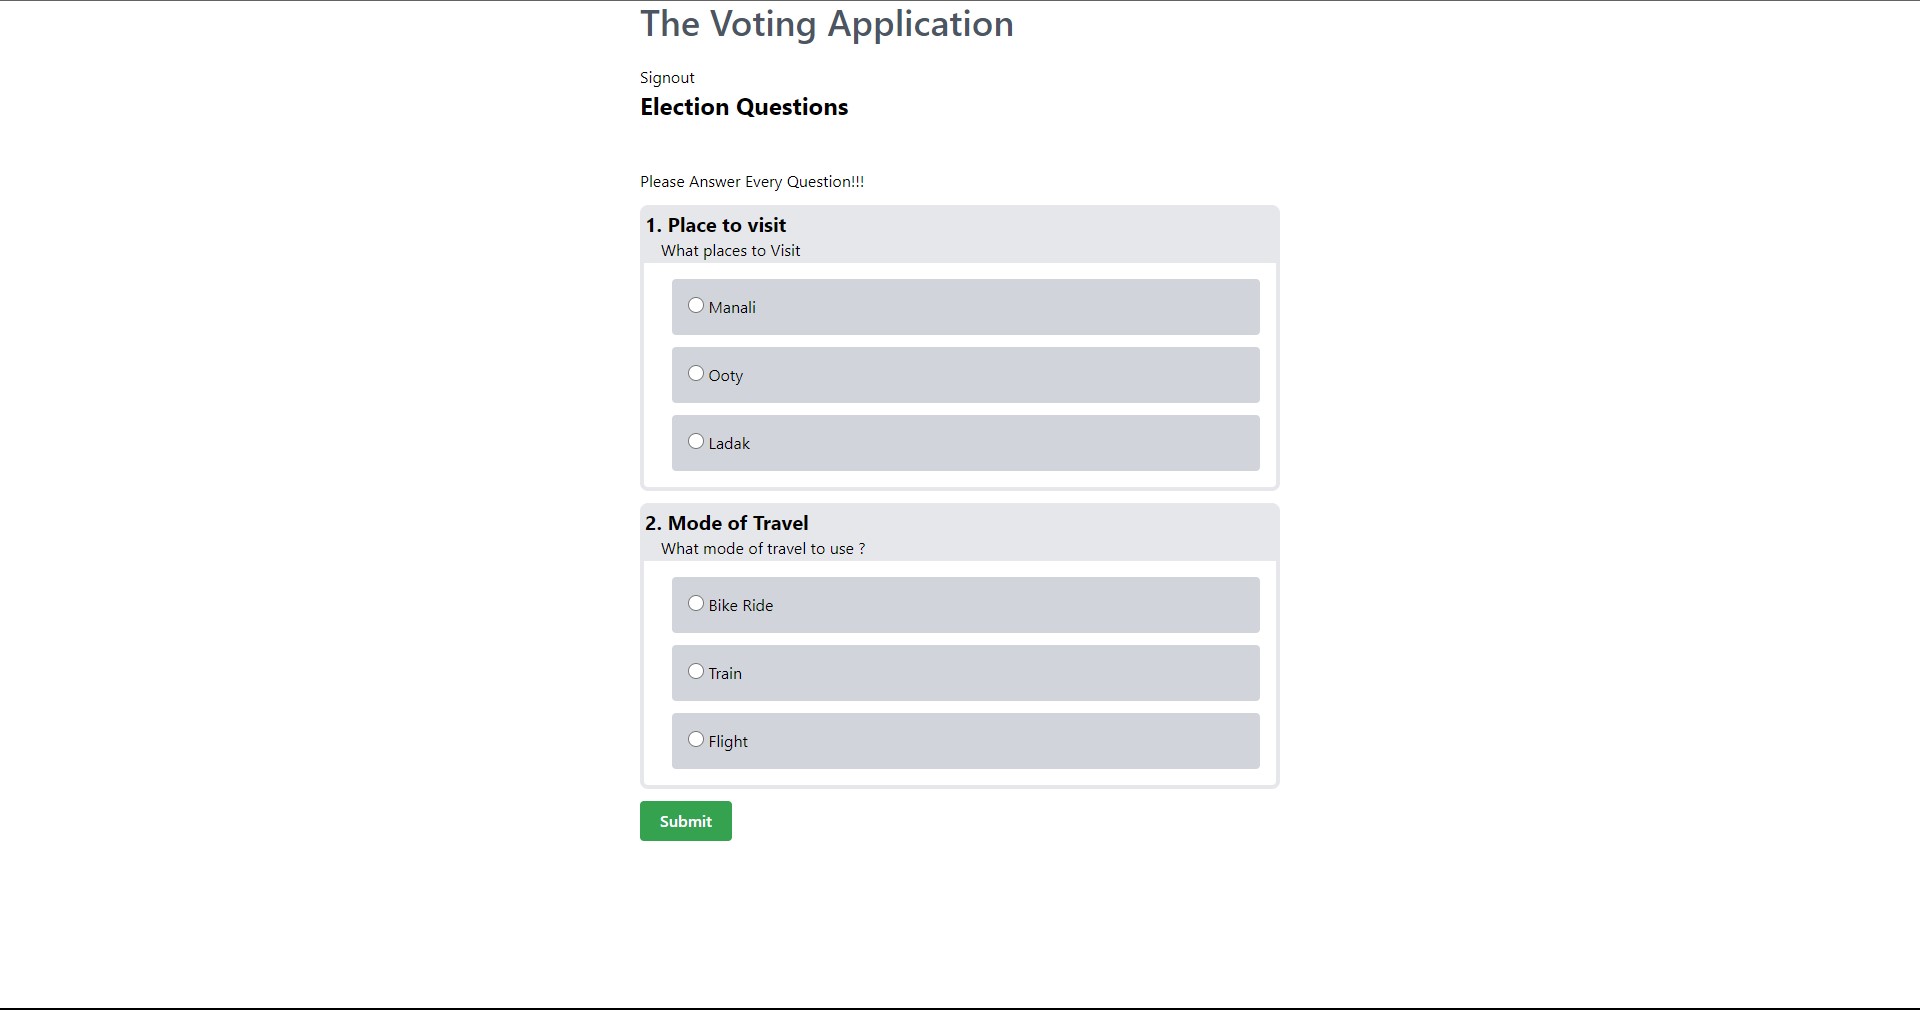 The Voting Application
Signout
Election Questions
Please Answer Every Question!!!
1. Place to visit
What places to Visit
Manali
Ooty
Ladak
2. Mode of Travel
What mode of travel to use ?
Bike Ride
Train
Flight
Submit